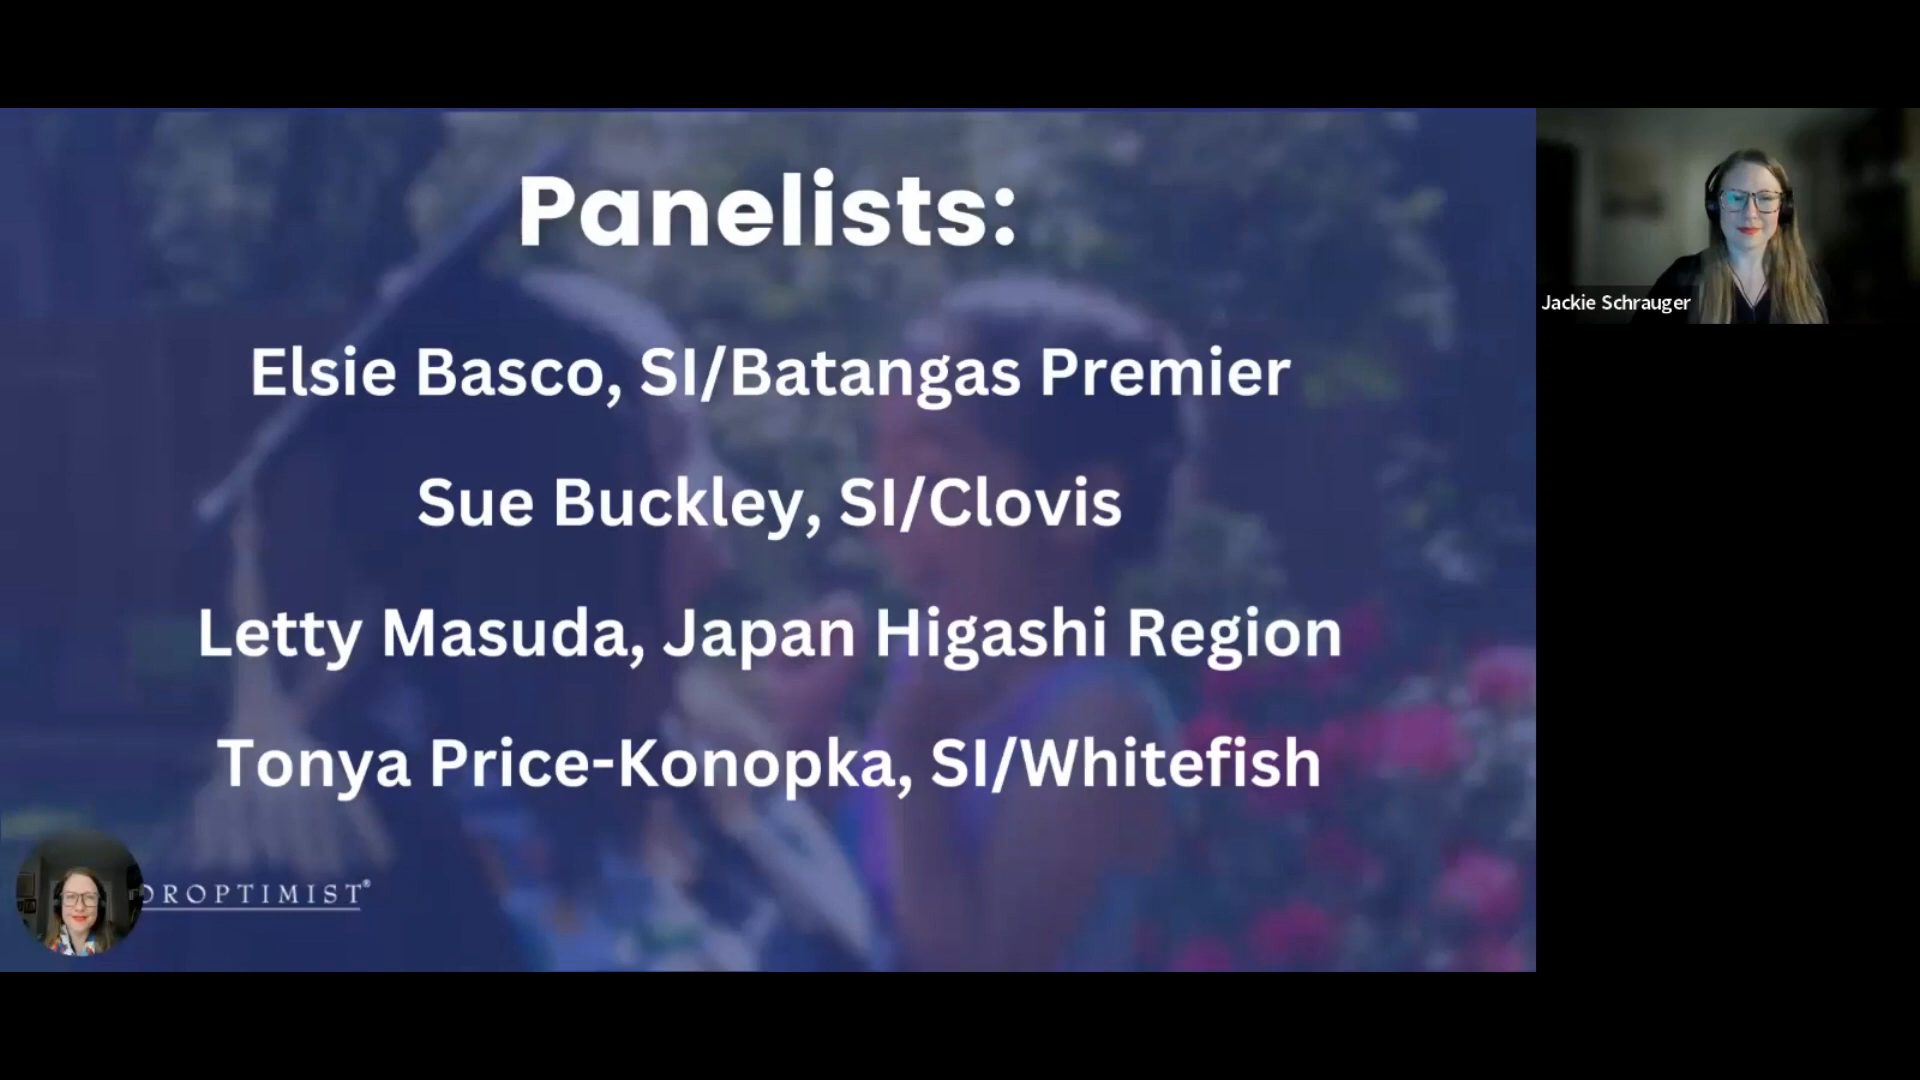 Panelists:
Elsie Basco, SI/Batangas Premier
Sue Buckley, SI/Clovis
Letty Masuda, Japan Higashi Region
Tonya Price-Konopka, SI/Whitefish
OROPTIMIST®
Jackie Schrauger